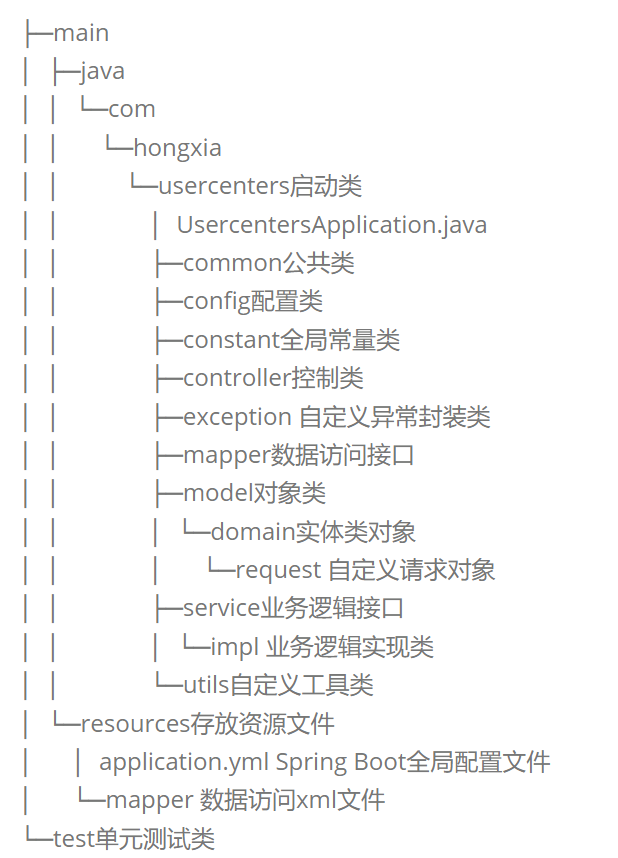 ├─main
│ ├─java
│ │ └─com
│ │ └─hongxia
│ │ └─usercenters启动类
│ │ │ UsercentersApplication.java
│ │ ├─common公共类
│ │ ├─config配置类
│ │ ├─constant全局常量类
│ │ ├─controller控制类
│ │ ├─exception 自定义异常封装类
│ │ ├─mapper数据访问接口
│ │ ├─model对象类
│ │ │ └─domain实体类对象
│ │ │ └─request 自定义请求对象
│ │ ├─service业务逻辑接口
│ │ │ └─impl 业务逻辑实现类
│ │ └─utils自定义工具类
│ └─resources存放资源文件
│ │ application.yml Spring Boot全局配置文件
│ └─mapper 数据访问xml文件
└─test单元测试类